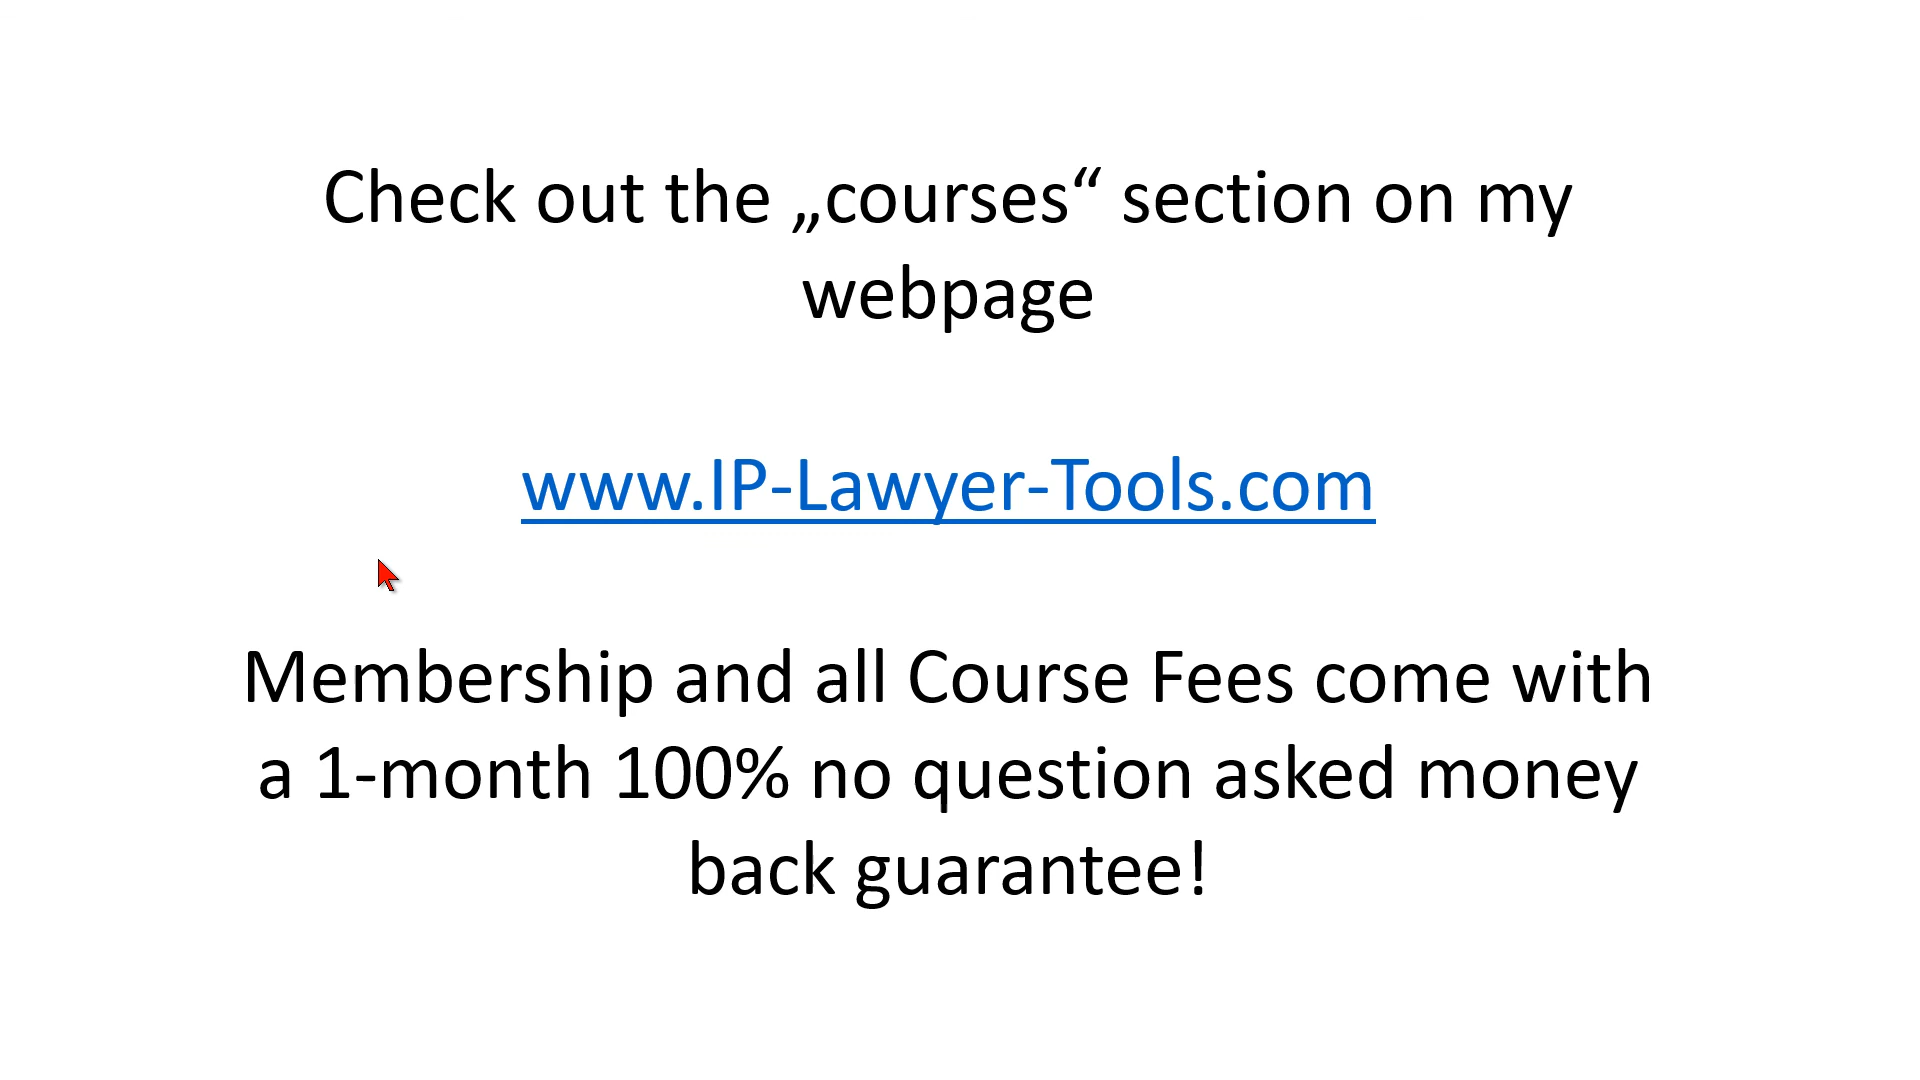 Check out the „courses“ section on my
webpage
www.IP-Lawyer-Tools.com
Membership and all Course Fees come with
a 1-month 100% no question asked money
back guarantee!